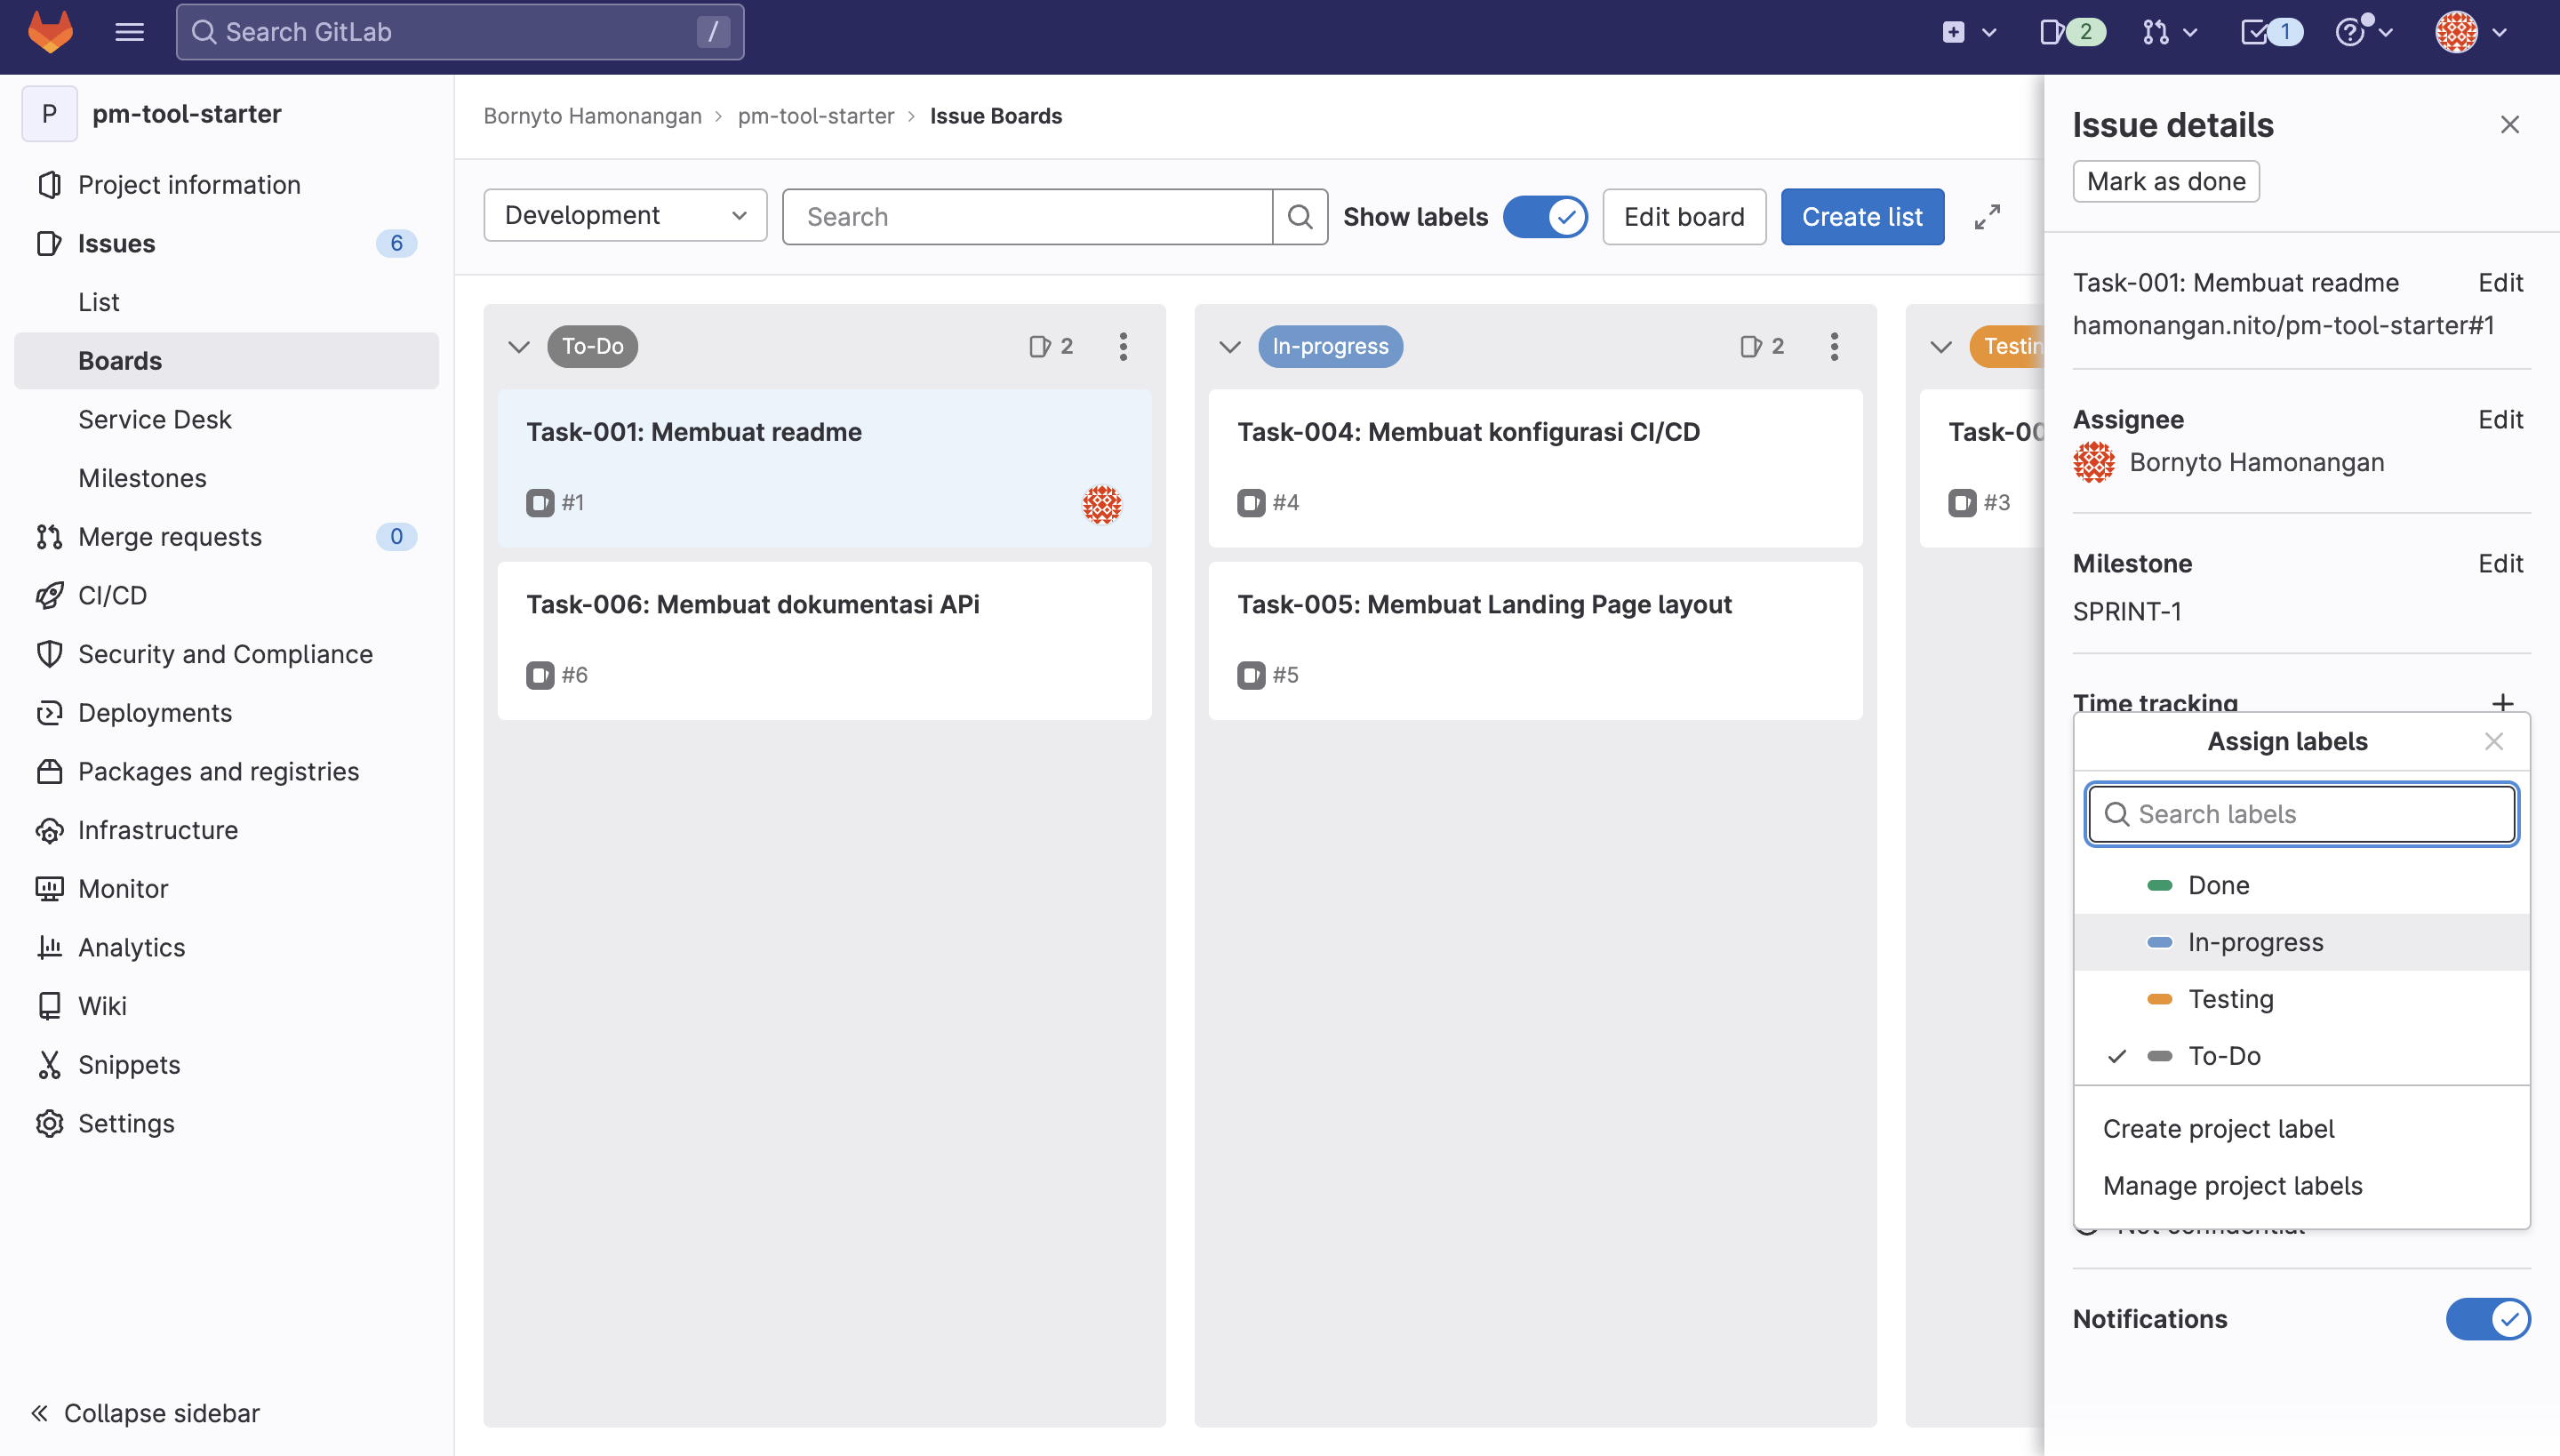 Search GitLab
/
2
1
P
pm-tool-starter
Project information
Issues
6
List
Boards
Service Desk
Milestones
Merge requests
0
CI/CD
Security and Compliance
Deployments
Packages and registries
Infrastructure
Monitor
Analytics
Wiki
Snippets
Settings
Collapse sidebar
Bornyto Hamonangan
pm-tool-starter
Issue Boards
Development
Search
Show labels
Edit board
Create list
To-Do
2
Task-001: Membuat readme
#1
Task-006: Membuat dokumentasi APi
#6
In-progress
2
Task-004: Membuat konfigurasi CI/CD
#4
Task-005: Membuat Landing Page layout
#5
Testin
Task-00
#3
Issue details
Mark as done
Task-001: Membuat readme
Edit
hamonangan.nito/pm-tool-starter#1
Assignee
Edit
Bornyto Hamonangan
Milestone
Edit
SPRINT-1
Time tracking
Assign labels
Search labels
Done
In-progress
Testing
To-Do
Create project label
Manage project labels
Not confidential
Notifications